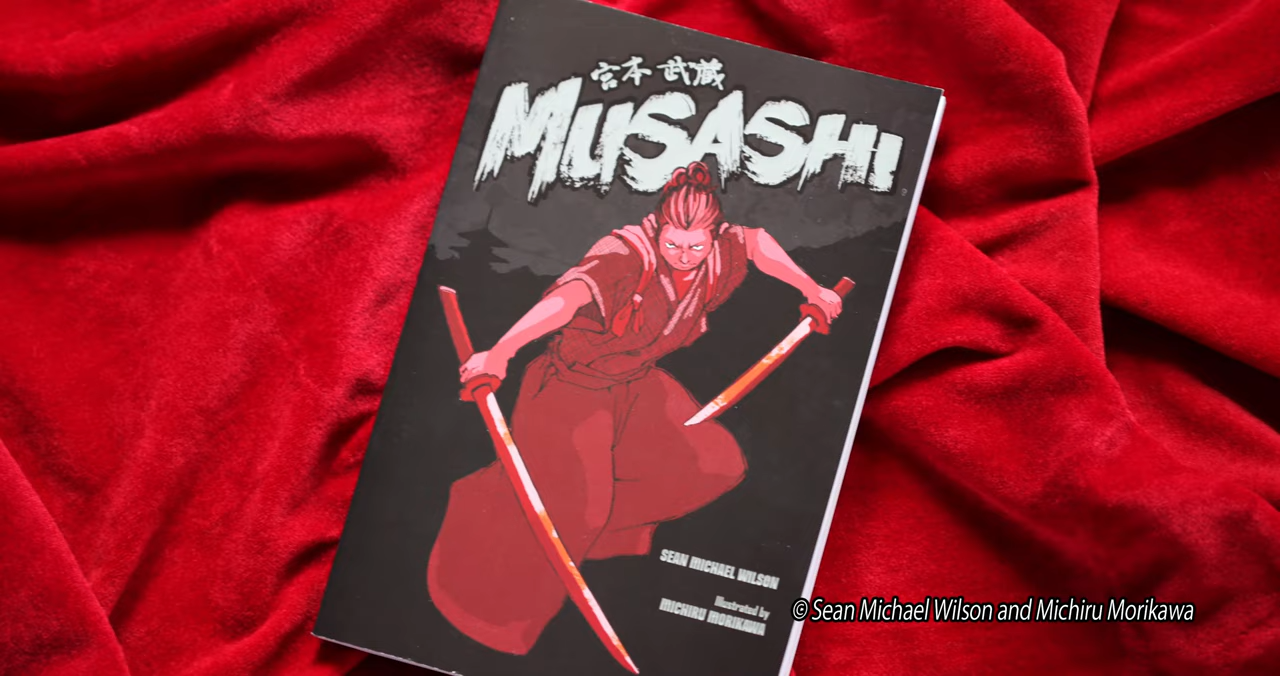 宮本 武蔵
MUSASHI
SEAN MICHAEL WILSON
Illustrated by
MICHIRU MORIKAWA
© Sean Michael Wilson and Michiru Morikawa